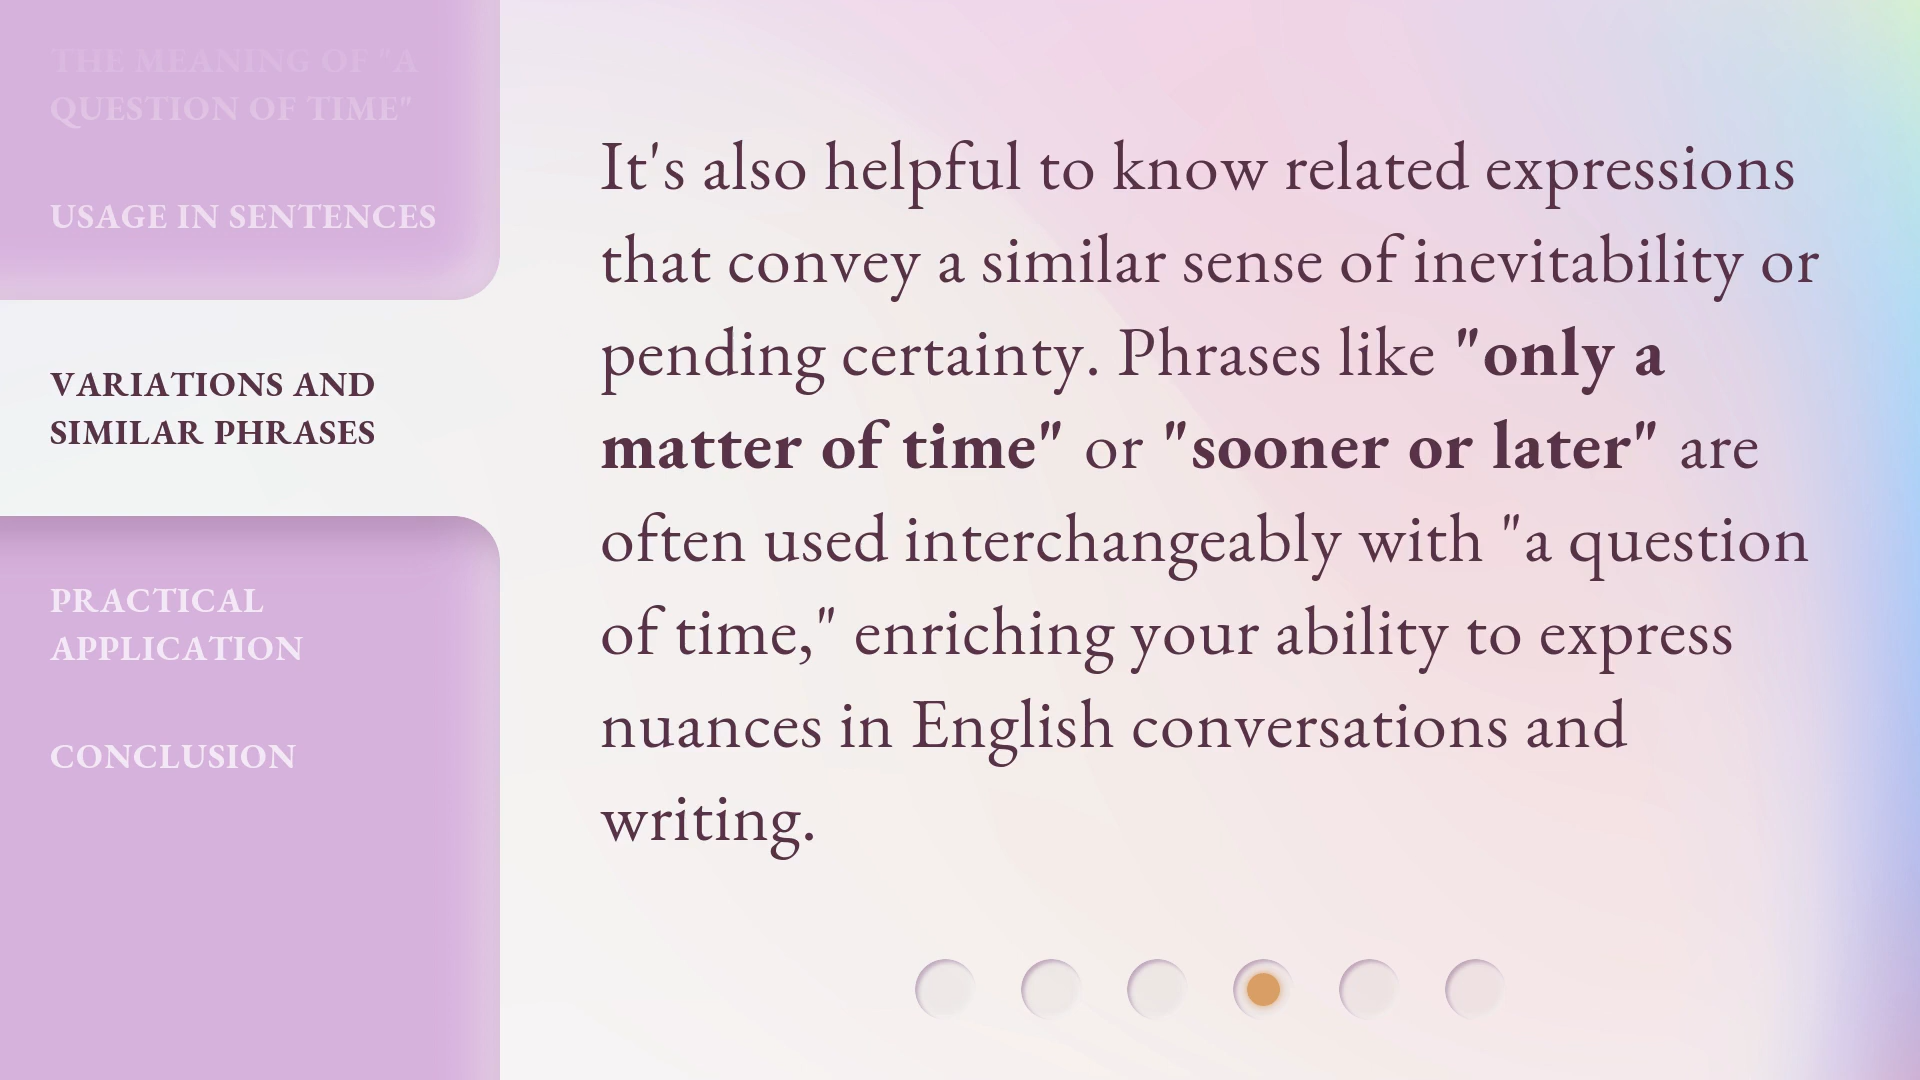 THE MEANING OF "A
QUESTION OF TIME"
USAGE IN SENTENCES
VARIATIONS AND
SIMILAR PHRASES
PRACTICAL
APPLICATION
CONCLUSION
It's also helpful to know related expressions
that convey a similar sense of inevitability or
pending certainty. Phrases like "only a
matter of time" or "sooner or later" are
often used interchangeably with "a question
of time," enriching your ability to express
nuances in English conversations and
writing.